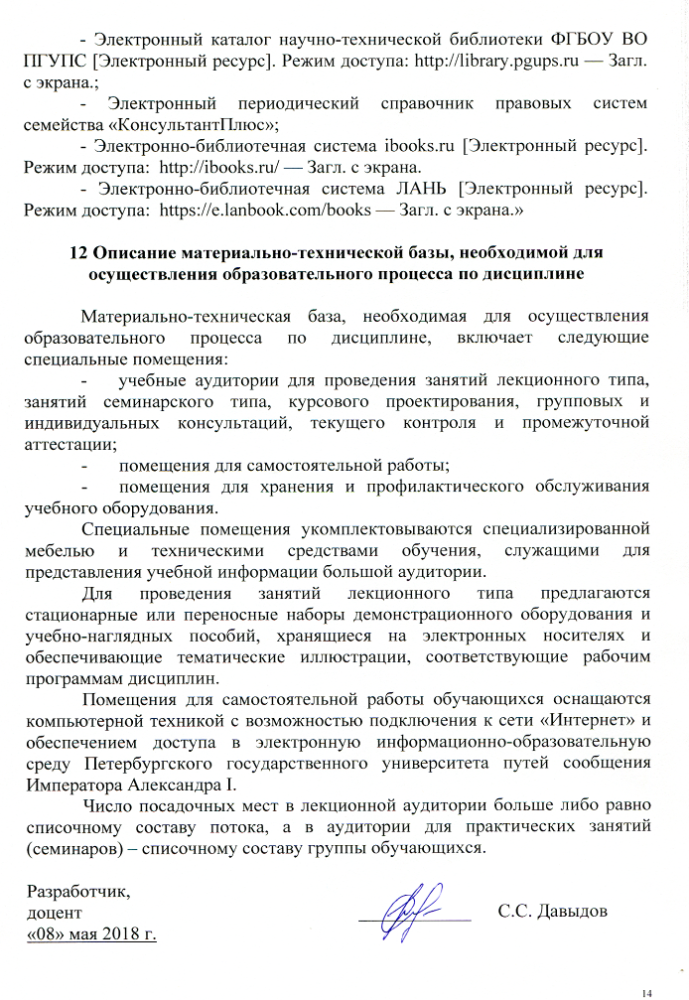 - Электронный каталог научно-технической библиотеки ФГБОУ ВО
ПГУПС [Электронный ресурс]. Режим доступа: http://library.pgups.ru — Загл.
с экрана.;
- Электронный периодический справочник правовых систем
семейства «КонсультантПлюс»;
- Электронно-библиотечная система ibooks.ru [Электронный ресурс].
Режим доступа: http://ibooks.ru/ — Загл. с экрана.
- Электронно-библиотечная система ЛАНЬ [Электронный ресурс].
Режим доступа: https://e.lanbook.com/books — Загл. с экрана.»
12 Описание материально-технической базы, необходимой для
осуществления образовательного процесса по дисциплине
Материально-техническая база, необходимая для осуществления
образовательного процесса по дисциплине, включает следующие
специальные помещения:
- учебные аудитории для проведения занятий лекционного типа,
занятий семинарского типа, курсового проектирования, групповых и
индивидуальных консультаций, текущего контроля и промежуточной
аттестации;
- помещения для самостоятельной работы;
- помещения для хранения и профилактического обслуживания
учебного оборудования.
Специальные помещения укомплектовываются специализированной
мебелью и техническими средствами обучения, служащими для
представления учебной информации большой аудитории.
Для проведения занятий лекционного типа предлагаются
стационарные или переносные наборы демонстрационного оборудования и
учебно-наглядных пособий, хранящиеся на электронных носителях и
обеспечивающие тематические иллюстрации, соответствующие рабочим
программам дисциплин.
Помещения для самостоятельной работы обучающихся оснащаются
компьютерной техникой с возможностью подключения к сети «Интернет» и
обеспечением доступа в электронную информационно-образовательную
среду Петербургского государственного университета путей сообщения
Императора Александра I.
Число посадочных мест в лекционной аудитории больше либо равно
списочному составу потока, а в аудитории для практических занятий
(семинаров) – списочному составу группы обучающихся.
Разработчик,
доцент С.С. Давыдов
«08» мая 2018 г.
14